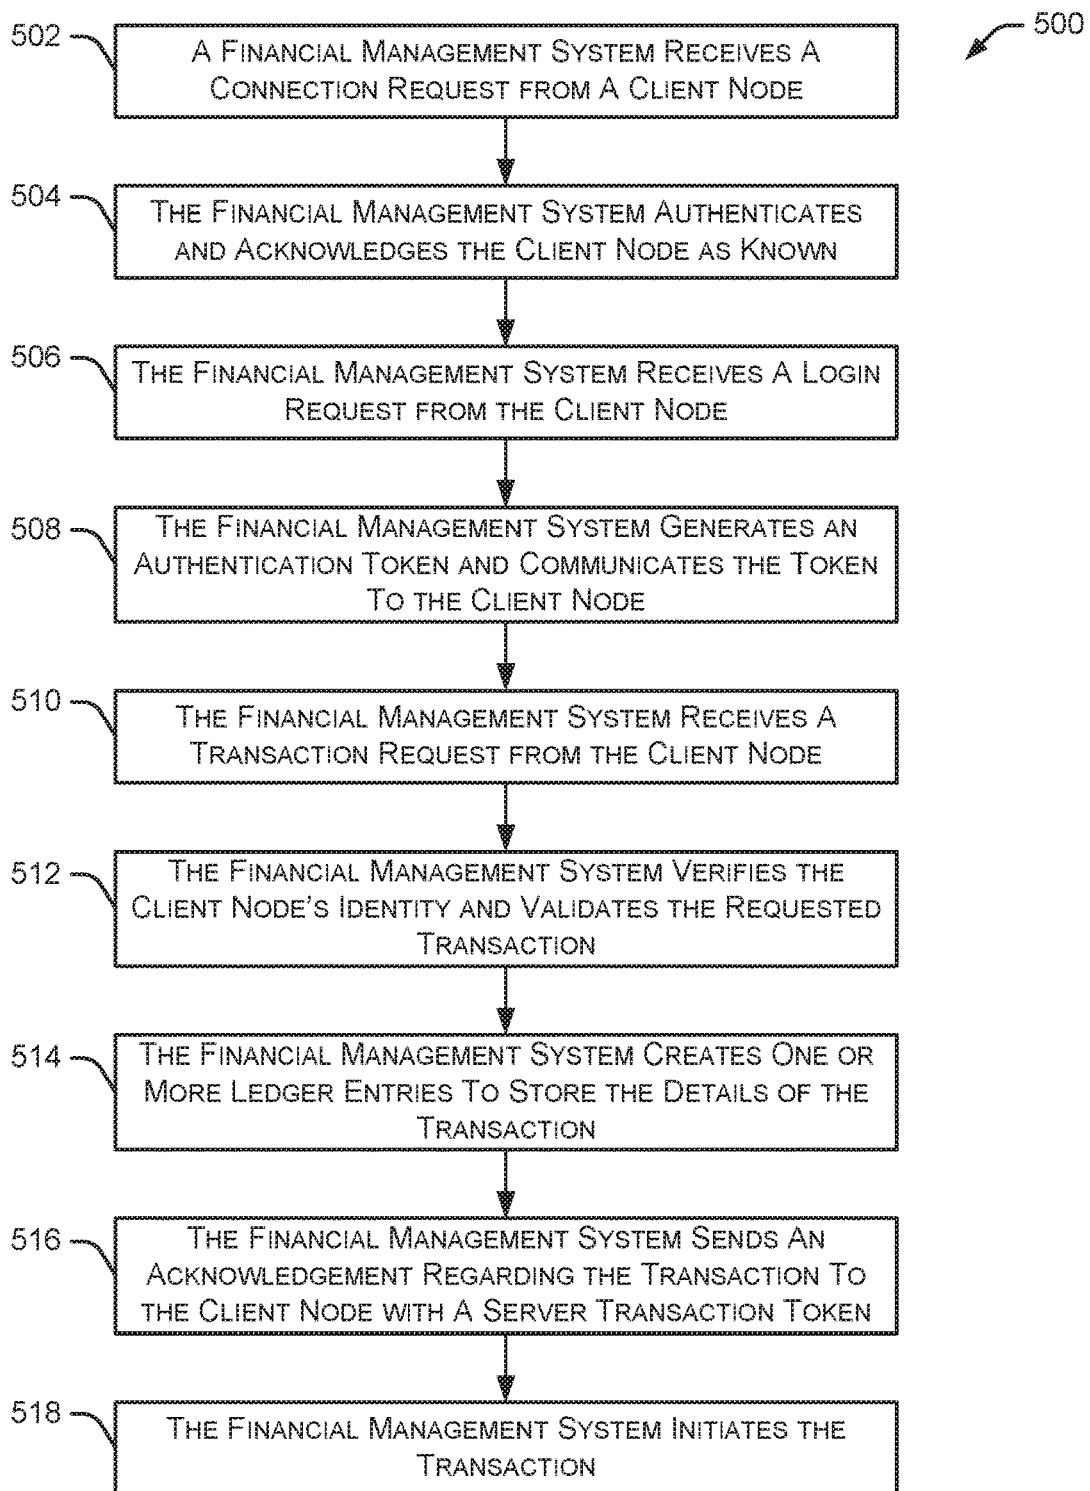 500
502
A FINANCIAL MANAGEMENT SYSTEM RECEIVES A
CONNECTION REQUEST FROM A CLIENT NODE
504
THE FINANCIAL MANAGEMENT SYSTEM AUTHENTICATES
AND ACKNOWLEDGES THE CLIENT NODE AS KNOWN
506
THE FINANCIAL MANAGEMENT SYSTEM RECEIVES A LOGIN
REQUEST FROM THE CLIENT NODE
508
THE FINANCIAL MANAGEMENT SYSTEM GENERATES AN
AUTHENTICATION TOKEN AND COMMUNICATES THE TOKEN
TO THE CLIENT NODE
510
THE FINANCIAL MANAGEMENT SYSTEM RECEIVES A
TRANSACTION REQUEST FROM THE CLIENT NODE
512
THE FINANCIAL MANAGEMENT SYSTEM VERIFIES THE
CLIENT NODE'S IDENTITY AND VALIDATES THE REQUESTED
TRANSACTION
514
THE FINANCIAL MANAGEMENT SYSTEM CREATES ONE OR
MORE LEDGER ENTRIES TO STORE THE DETAILS OF THE
TRANSACTION
516
THE FINANCIAL MANAGEMENT SYSTEM SENDS AN
ACKNOWLEDGEMENT REGARDING THE TRANSACTION TO
THE CLIENT NODE WITH A SERVER TRANSACTION TOKEN
518
THE FINANCIAL MANAGEMENT SYSTEM INITIATES THE
TRANSACTION